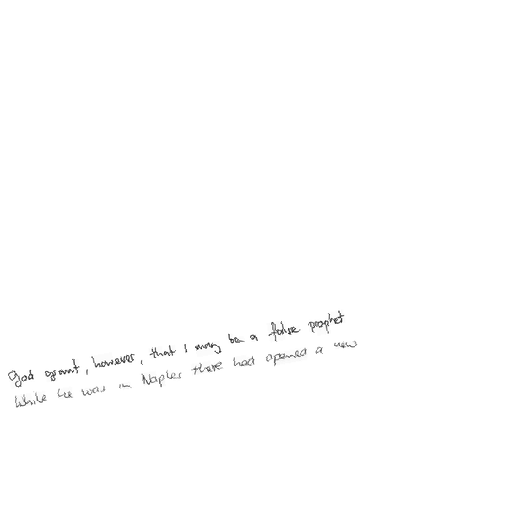 God grant, however, that I may be a false prophet
While he was in Naples there had opened a new